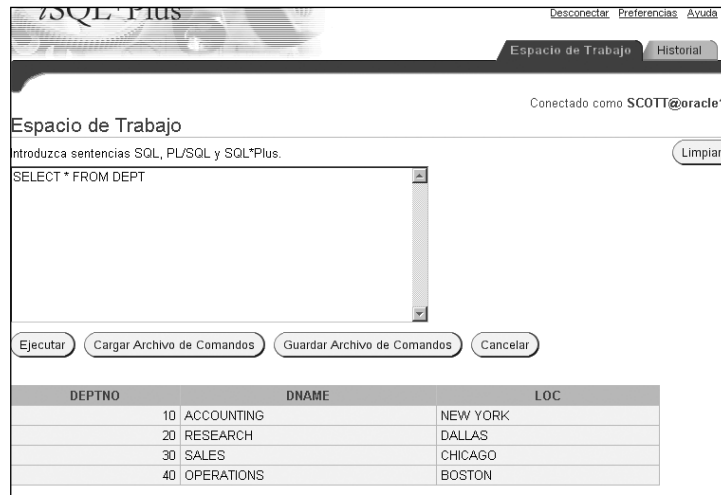 iSQL*Plus
Desconectar Preferencias Ayuda
Espacio de Trabajo Historial
Conectado como SCOTT@oracle
Espacio de Trabajo
Introduzca sentencias SQL, PL/SQL y SQL*Plus.
Limpiar
SELECT * FROM DEPT
Ejecutar Cargar Archivo de Comandos Guardar Archivo de Comandos Cancelar
DEPTNO DNAME LOC
10 ACCOUNTING NEW YORK
20 RESEARCH DALLAS
30 SALES CHICAGO
40 OPERATIONS BOSTON